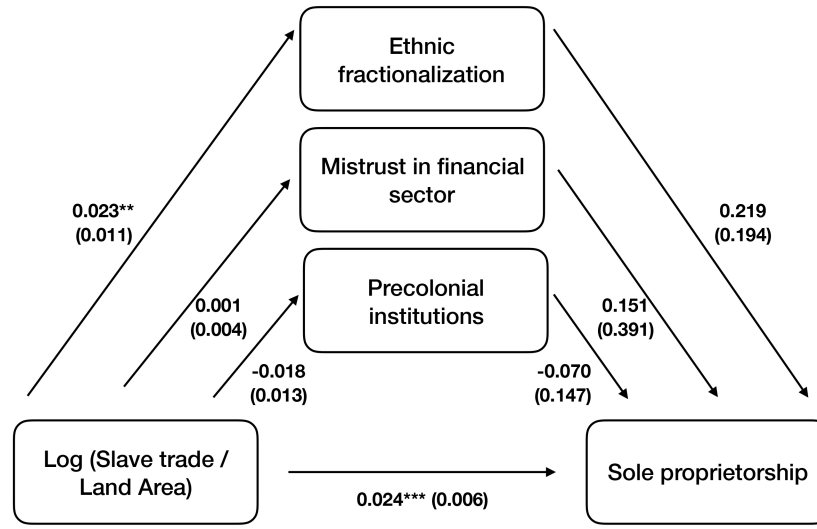 Ethnic
fractionalization
Mistrust in financial
sector
0.023**
(0.011)
0.219
(0.194)
Precolonial
institutions
0.001
(0.004)
0.151
(0.391)
-0.018
(0.013)
-0.070
(0.147)
Log (Slave trade /
Land Area)
Sole proprietorship
0.024*** (0.006)